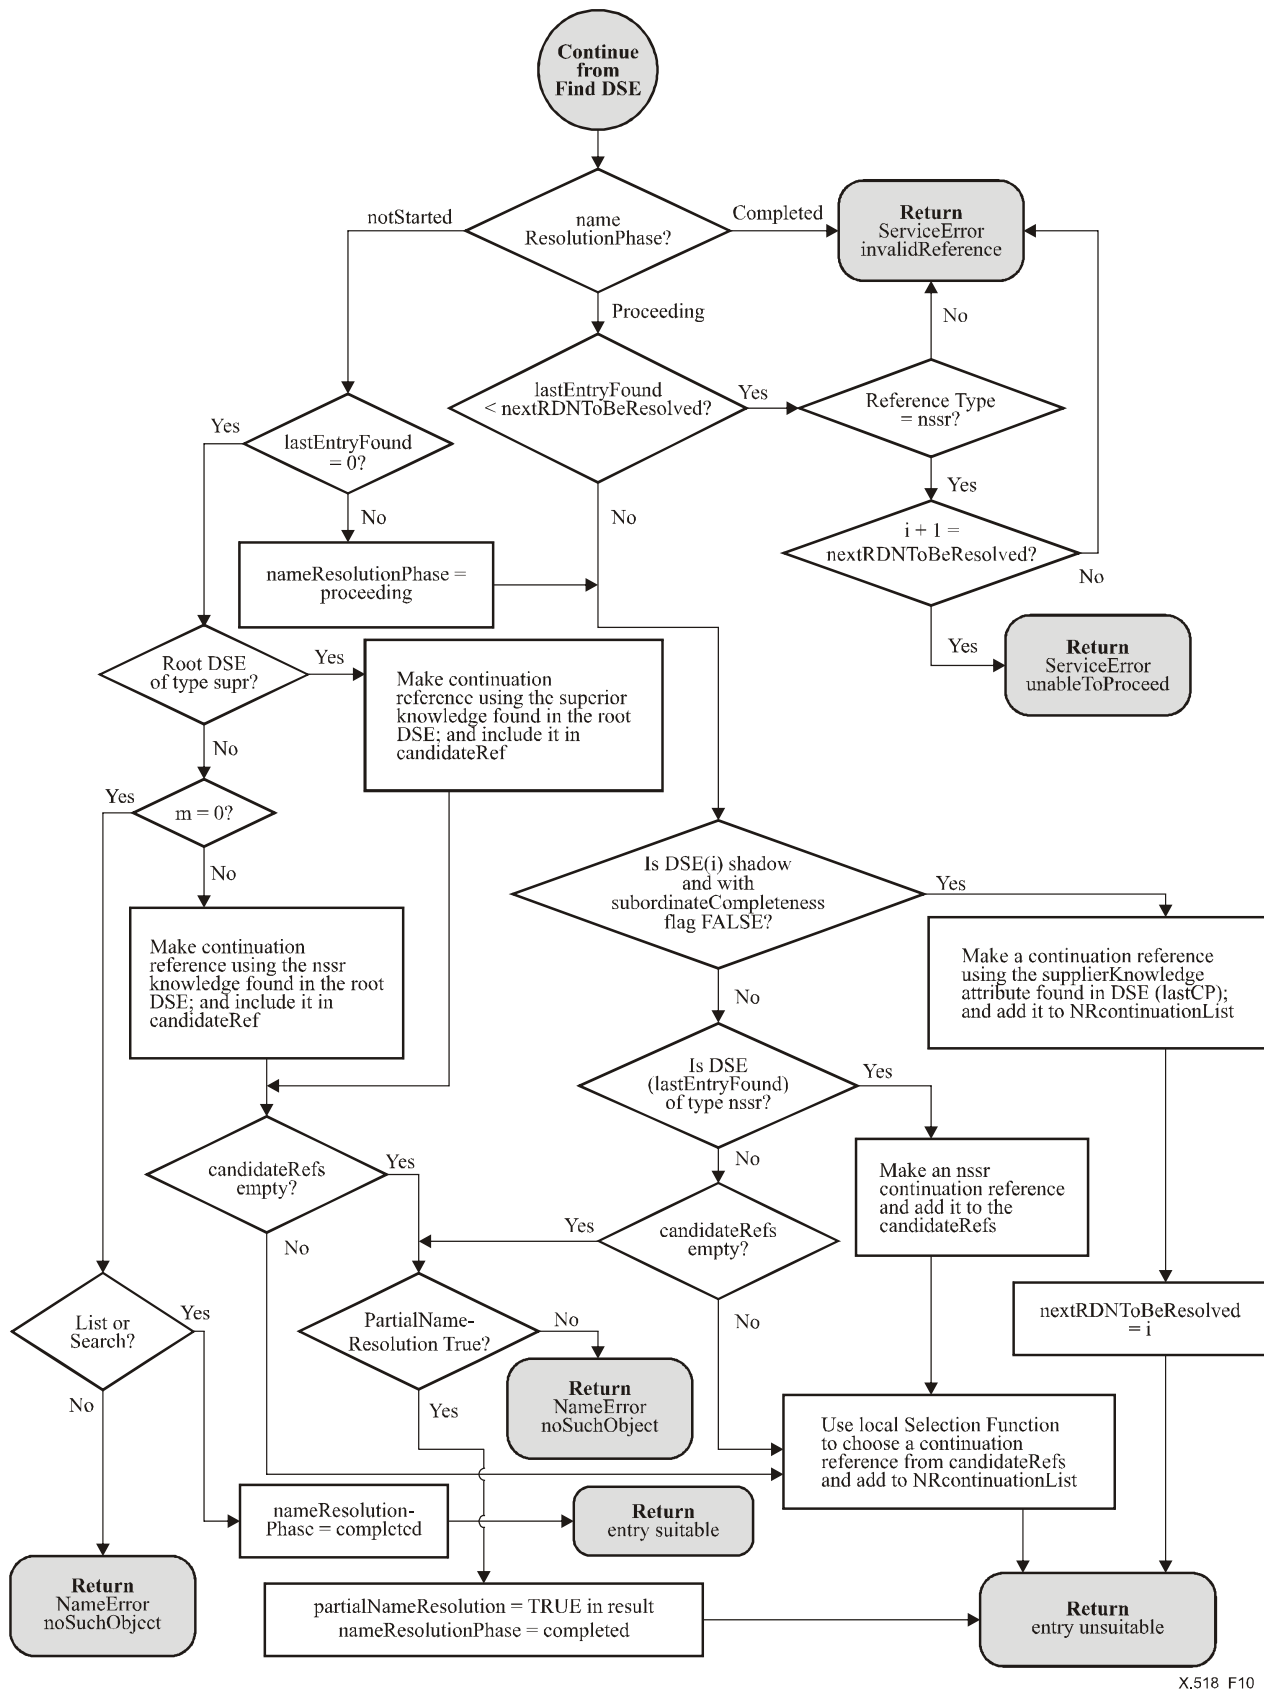 Continue
from
Find DSE
name
ResolutionPhase?
notStarted
Completed
Return
ServiceError
invalidReference
Proceeding
No
lastEntryFound
< nextRDNToBeResolved?
Yes
Reference Type
= nssr?
Yes
lastEntryFound
= 0?
No
No
Yes
i + 1 =
nextRDNToBeResolved?
No
nameResolutionPhase =
proceeding
Yes
Return
ServiceError
unableToProceed
Root DSE
of type supr?
Yes
Make continuation
reference using the superior
knowledge found in the root
DSE; and include it in
candidateRef
No
Yes
m = 0?
No
Is DSE(i) shadow
and with
subordinateCompleteness
flag FALSE?
Yes
Make continuation
reference using the nssr
knowledge found in the root
DSE; and include it in
candidateRef
Make a continuation reference
using the supplierKnowledge
attribute found in DSE (lastCP);
and add it to NRcontinuationList
No
Is DSE
(lastEntryFound)
of type nssr?
Yes
No
candidateRefs
empty?
Yes
Make an nssr
continuation reference
and add it to the
candidateRefs
No
Yes
candidateRefs
empty?
No
nextRDNToBeResolved
= i
List or
Search?
Yes
PartialName-
Resolution True?
No
Return
NameError
noSuchObject
No
Yes
Use local Selection Function
to choose a continuation
reference from candidateRefs
and add to NRcontinuationList
nameResolution-
Phase = completed
Return
entry suitable
Return
NameError
noSuchObject
partialNameResolution = TRUE in result
nameResolutionPhase = completed
Return
entry unsuitable
X.518_F10